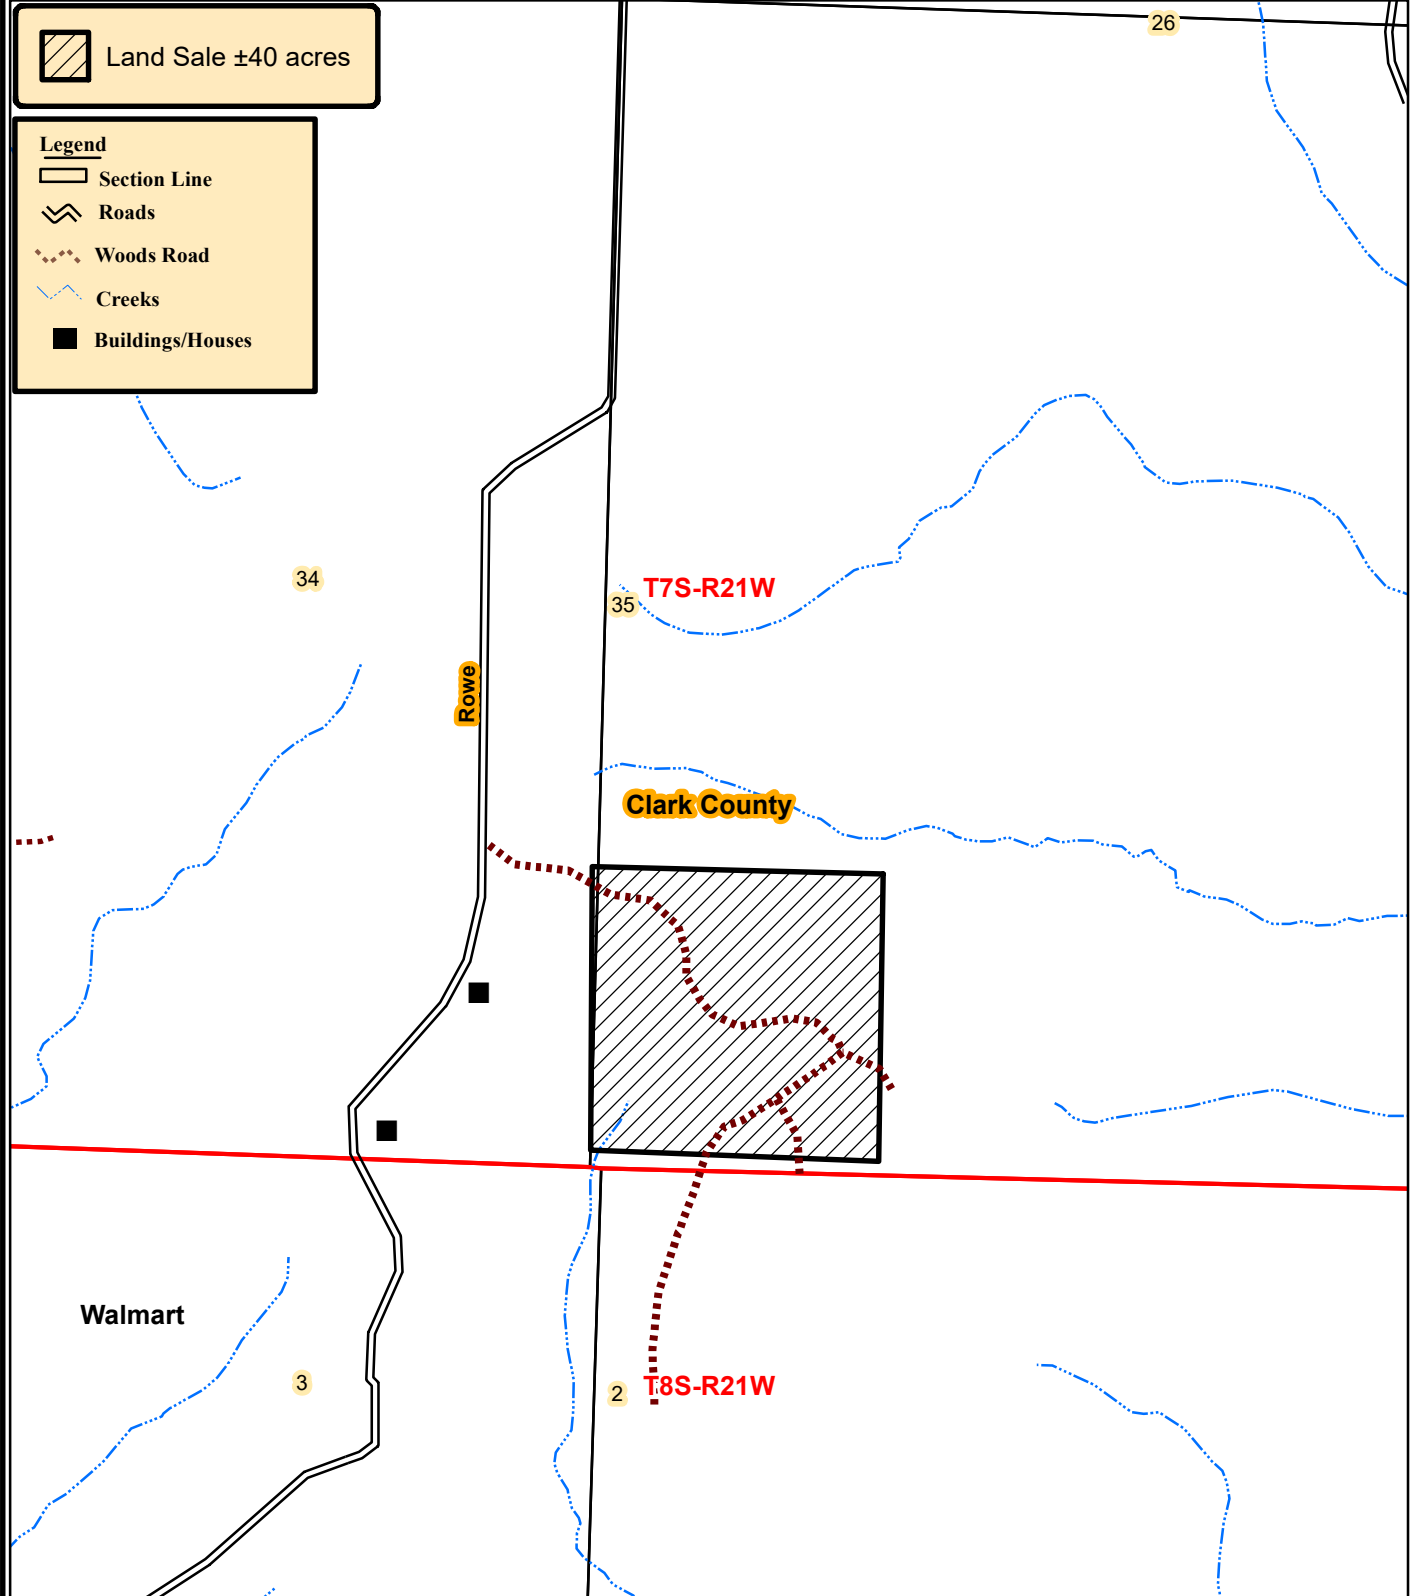 Land Sale ±40 acres
26
Legend
Section Line
Roads
Woods Road
Creeks
Buildings/Houses
34
35
T7S-R21W
Rowe
Clark County
Walmart
3
2
T8S-R21W